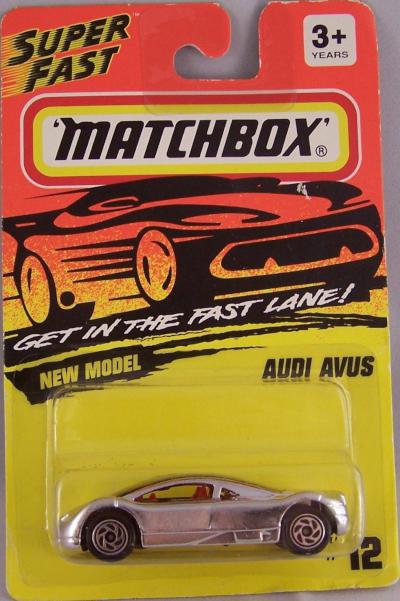 SUPER
FAST
3+
YEARS
'MATCHBOX'®
GET IN THE FAST LANE!
NEW MODEL
AUDI AVUS
#12